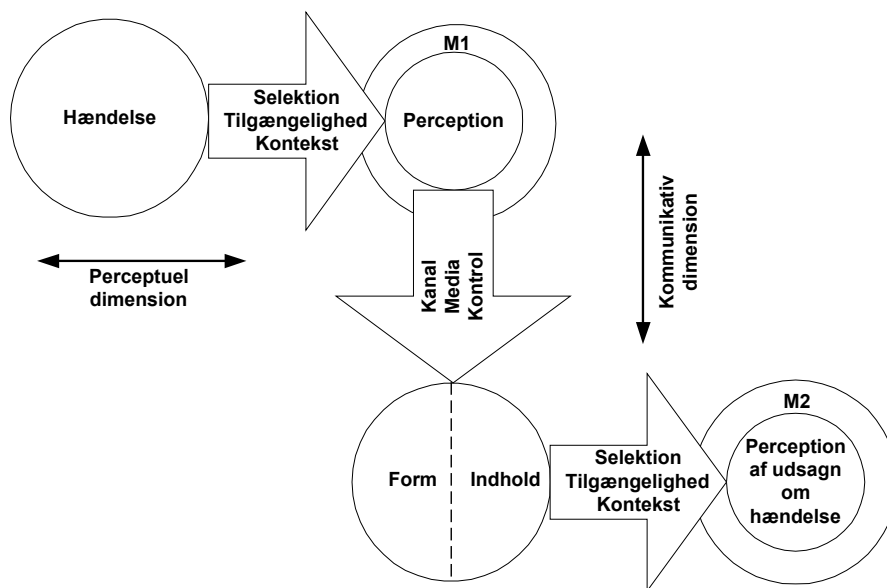 M1
Hændelse
Selektion
Tilgængelighed
Kontekst
Perception
Perceptuel
dimension
Kanal
Media
Kontrol
Kommunikativ
dimension
Form
Indhold
Selektion
Tilgængelighed
Kontekst
M2
Perception
af udsagn
om
hændelse